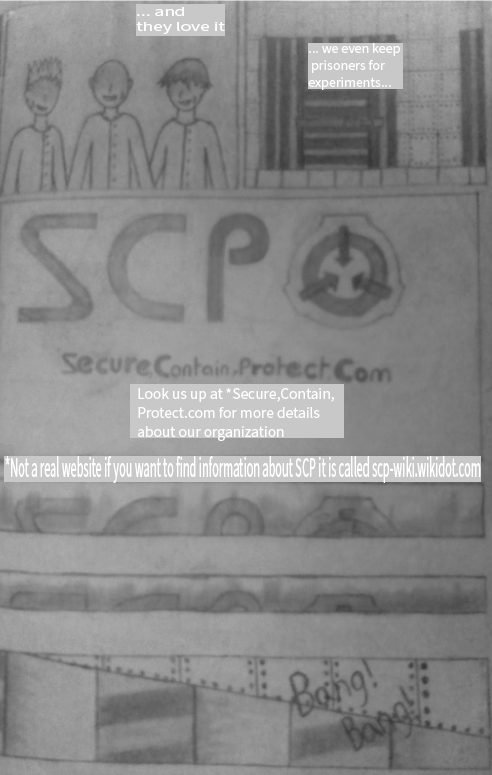 ... and
they love it
... we even keep
prisoners for
experiments...
SCP
Secure,Contain,Protect.Com
Look us up at *Secure,Contain,
Protect.com for more details
about our organization
*Not a real website if you want to find information about SCP it is called scp-wiki.wikidot.com
Bang!
Bang!